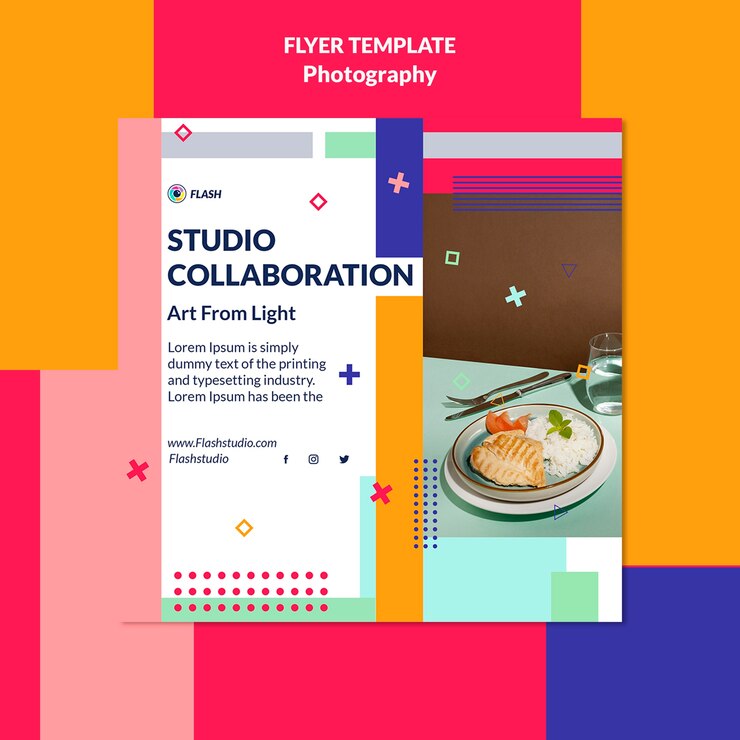 FLYER TEMPLATE
Photography
FLASH
STUDIO
COLLABORATION
Art From Light
Lorem Ipsum is simply
dummy text of the printing
and typesetting industry.
Lorem Ipsum has been the
www.Flashstudio.com
Flashstudio